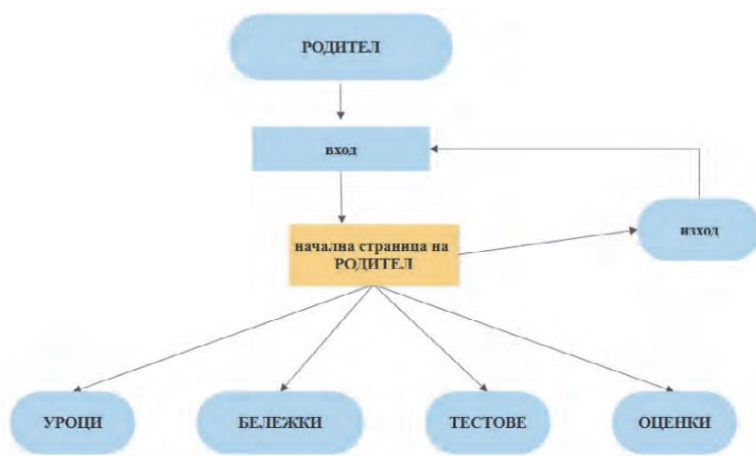 РОДИТЕЛ
вход
начална страница на
РОДИТЕЛ
изход
УРОЦИ
БЕЛЕЖКИ
ТЕСТОВЕ
ОЦЕНКИ